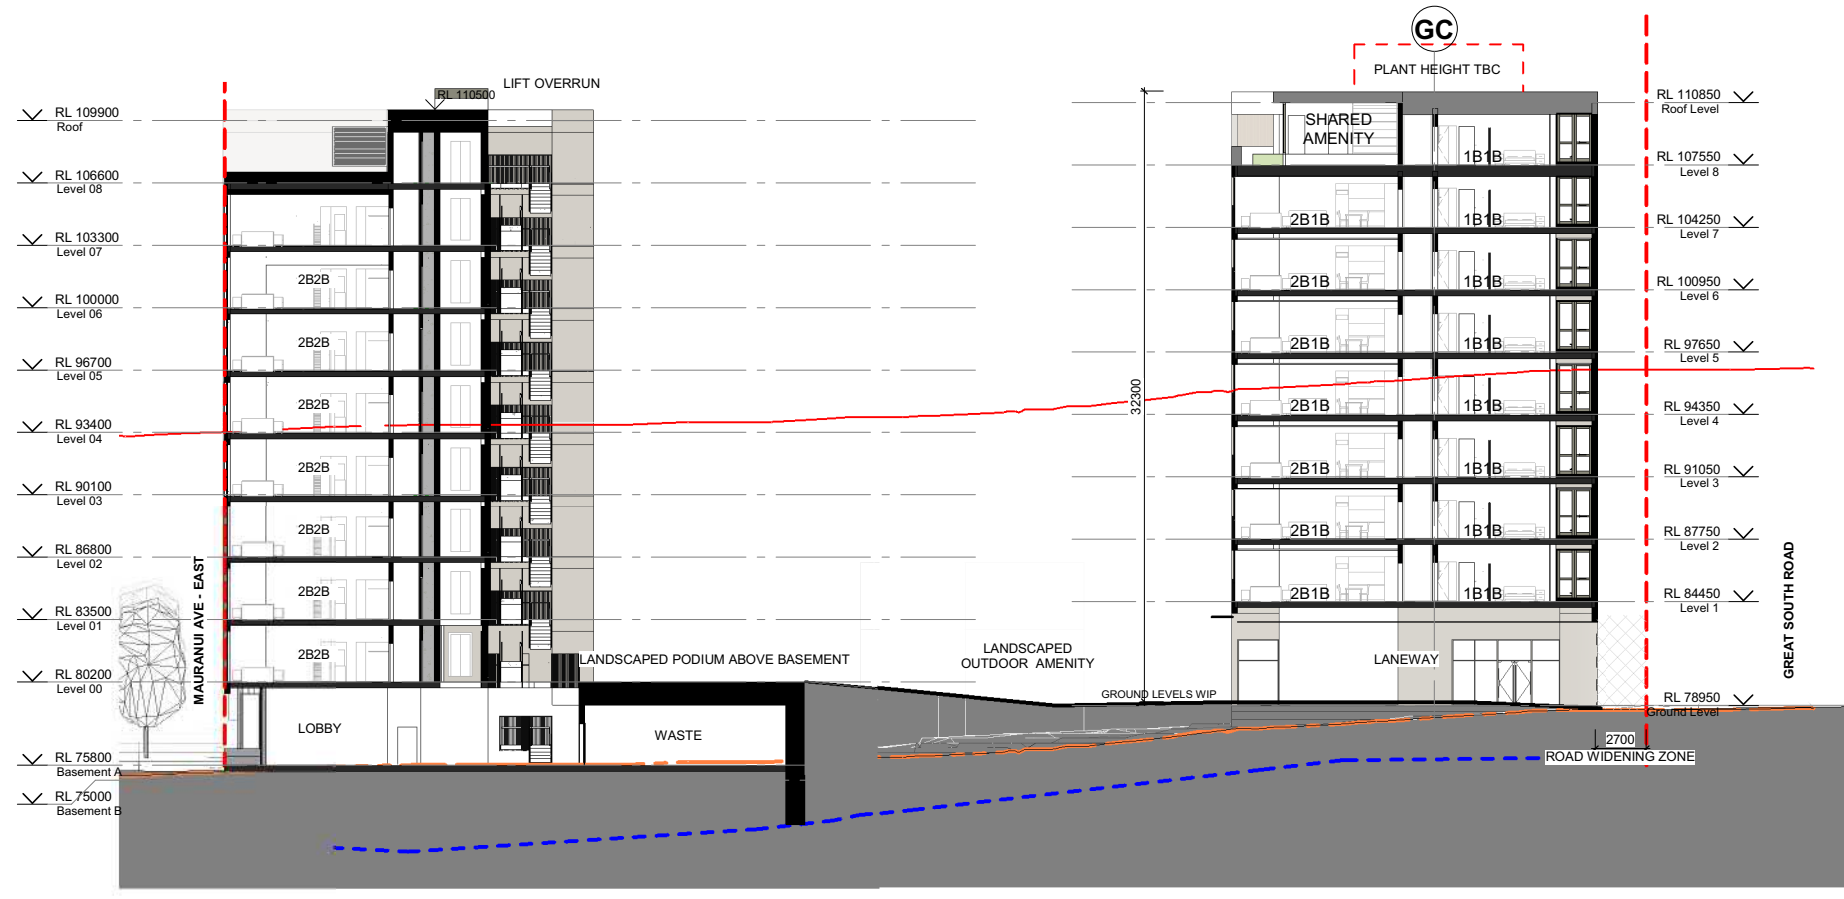 GC
PLANT HEIGHT TBC
LIFT OVERRUN
RL 110500
RL 109900
Roof
RL 106600
Level 08
RL 103300
Level 07
RL 100000
Level 06
RL 96700
Level 05
RL 93400
Level 04
RL 90100
Level 03
RL 86800
Level 02
RL 83500
Level 01
RL 80200
Level 00
RL 75800
Basement A
RL 75000
Basement B
MAURANUI AVE - EAST
2B2B
2B2B
2B2B
2B2B
2B2B
2B2B
2B2B
LOBBY
WASTE
LANDSCAPED PODIUM ABOVE BASEMENT
LANDSCAPED
OUTDOOR AMENITY
GROUND LEVELS WIP
32300
SHARED
AMENITY
1B1B
2B1B
1B1B
2B1B
1B1B
2B1B
1B1B
2B1B
1B1B
2B1B
1B1B
2B1B
1B1B
2B1B
1B1B
LANEWAY
RL 110850
Roof Level
RL 107550
Level 8
RL 104250
Level 7
RL 100950
Level 6
RL 97650
Level 5
RL 94350
Level 4
RL 91050
Level 3
RL 87750
Level 2
RL 84450
Level 1
RL 78950
Ground Level
2700
ROAD WIDENING ZONE
GREAT SOUTH ROAD